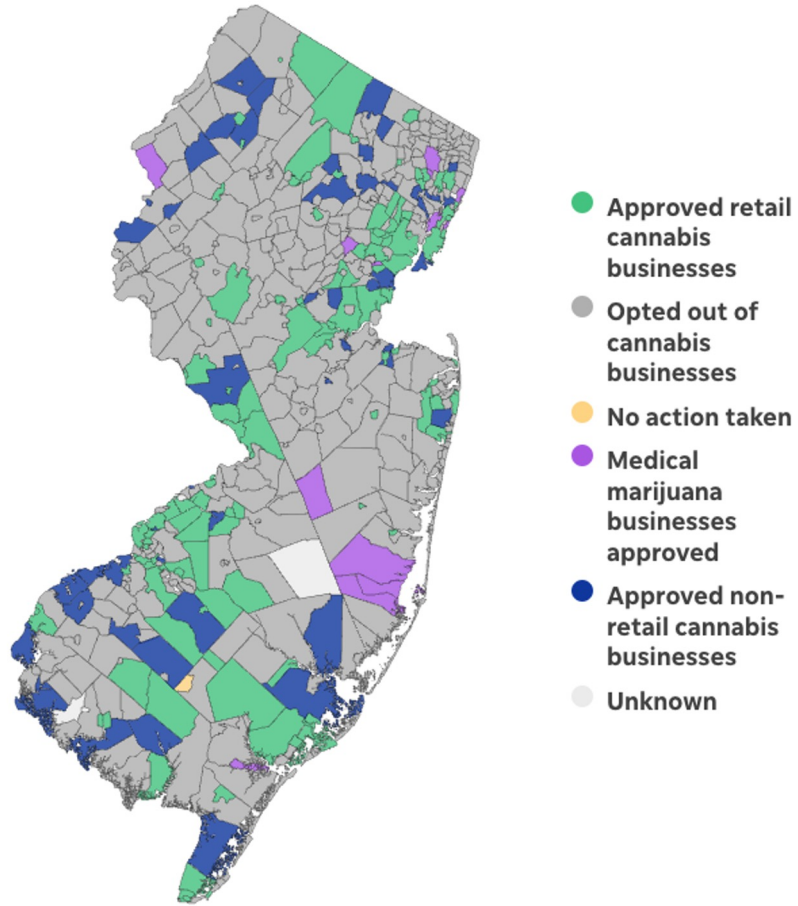 Approved retail
cannabis
businesses
Opted out of
cannabis
businesses
No action taken
Medical
marijuana
businesses
approved
Approved non-
retail cannabis
businesses
Unknown